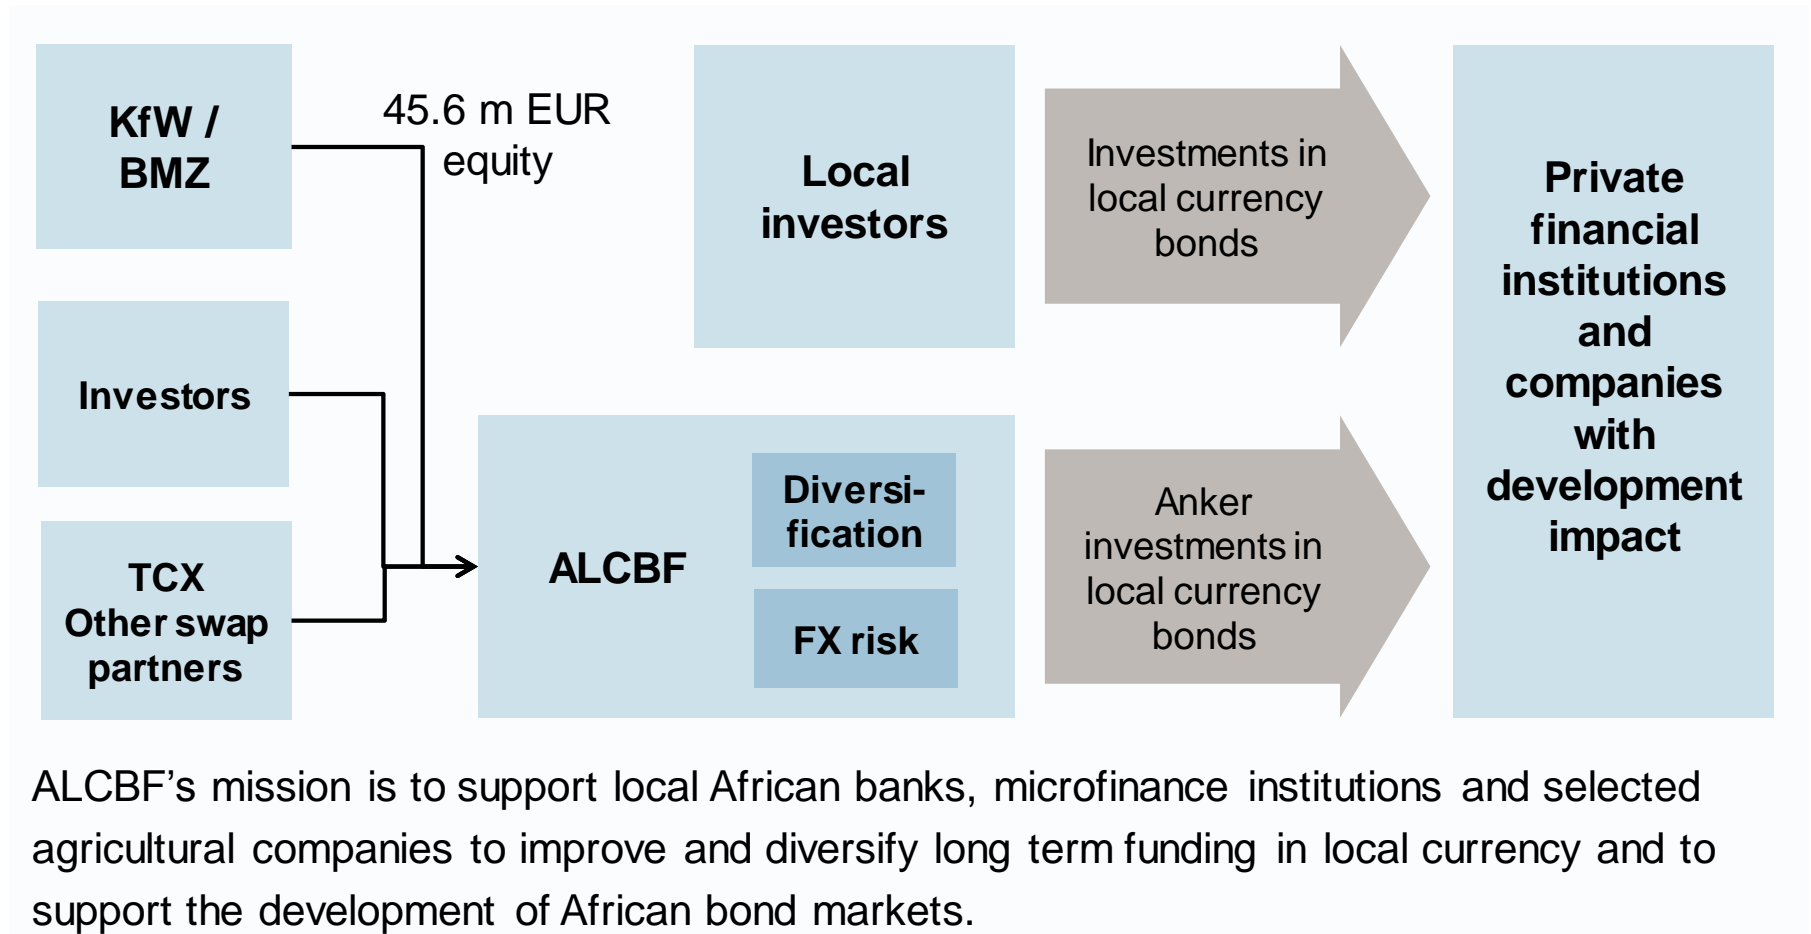 KfW /
BMZ
45.6 m EUR
equity
Local
investors
Investments in
local currency
bonds
Private
financial
institutions
and
companies
with
development
impact
Investors
TCX
Other swap
partners
ALCBF
Diversi-
fication
FX risk
Anker
investments in
local currency
bonds
ALCBF’s mission is to support local African banks, microfinance institutions and selected
agricultural companies to improve and diversify long term funding in local currency and to
support the development of African bond markets.